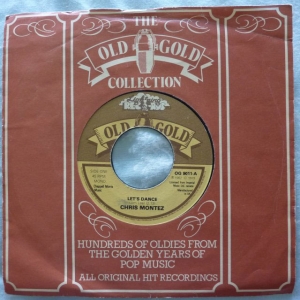 THE
OLD GOLD
COLLECTION
OLD GOLD
OG 9011-A
LET'S DANCE
CHRIS MONTEZ
HUNDREDS OF OLDIES FROM
THE GOLDEN YEARS OF
POP MUSIC
ALL ORIGINAL HIT RECORDINGS